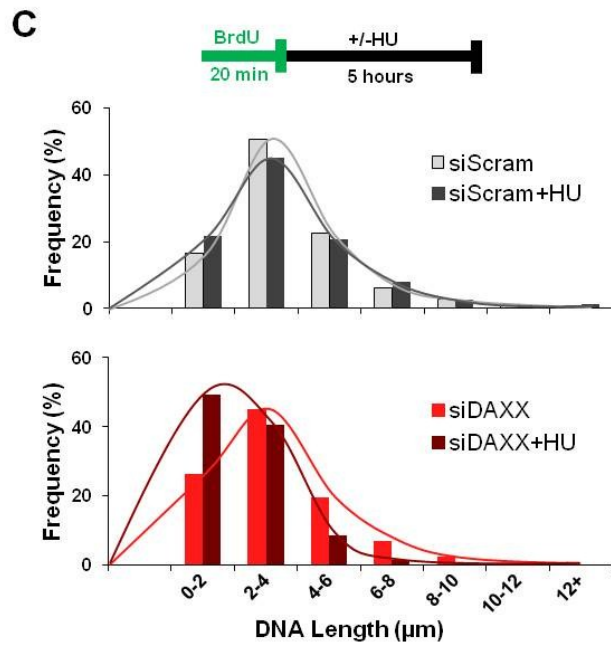 C
BrdU +/-HU
20 min 5 hours
60
40
20
0
Frequency (%)
siScram
siScram+HU
60
40
20
0
Frequency (%)
siDAXX
siDAXX+HU
0-2 2-4 4-6 6-8 8-10 10-12 12+
DNA Length (µm)